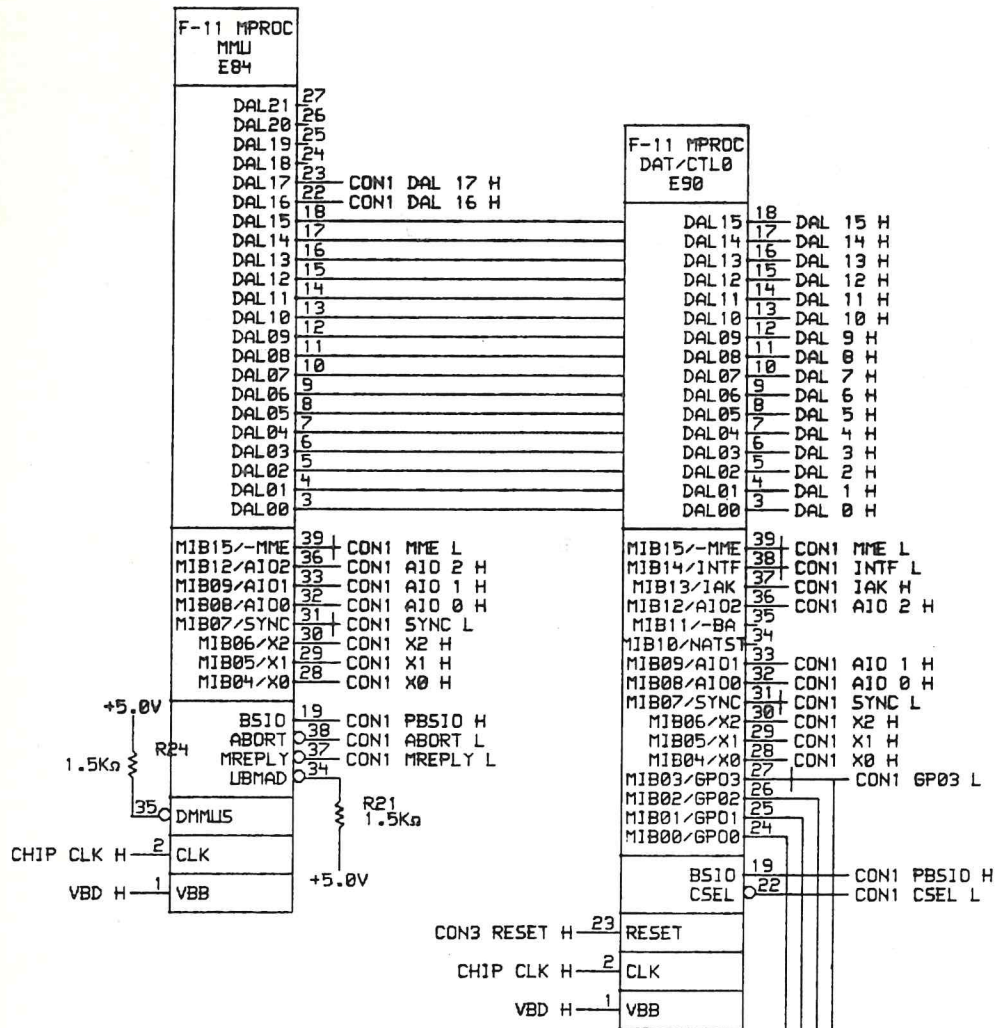 F-11 MPROC
MMU
E84
DAL21 27
DAL20 26
DAL19 25
DAL18 24
DAL17 23 CON1 DAL 17 H
DAL16 22 CON1 DAL 16 H
DAL15 18
DAL14 17
DAL13 16
DAL12 15
DAL11 14
DAL10 13
DAL09 12
DAL08 11
DAL07 10
DAL06 9
DAL05 8
DAL04 7
DAL03 6
DAL02 5
DAL01 4
DAL00 3
MIB15/-MME 39 CON1 MME L
MIB12/AIO2 36 CON1 AIO 2 H
MIB09/AIO1 33 CON1 AIO 1 H
MIB08/AIO0 32 CON1 AIO 0 H
MIB07/SYNC 31 CON1 SYNC L
MIB06/X2 30 CON1 X2 H
MIB05/X1 29 CON1 X1 H
MIB04/X0 28 CON1 X0 H
BSIO 19 CON1 PBSIO H
ABORT 38 CON1 ABORT L
MREPLY 37 CON1 MREPLY L
UBMAD 34
+5.0V
R24
1.5KΩ
35 DMMUS
R21
1.5KΩ
+5.0V
CHIP CLK H 2 CLK
VBD H 1 VBB
F-11 MPROC
DAT/CTL0
E90
DAL15 18 DAL 15 H
DAL14 17 DAL 14 H
DAL13 16 DAL 13 H
DAL12 15 DAL 12 H
DAL11 14 DAL 11 H
DAL10 13 DAL 10 H
DAL09 12 DAL 9 H
DAL08 11 DAL 8 H
DAL07 10 DAL 7 H
DAL06 9 DAL 6 H
DAL05 8 DAL 5 H
DAL04 7 DAL 4 H
DAL03 6 DAL 3 H
DAL02 5 DAL 2 H
DAL01 4 DAL 1 H
DAL00 3 DAL 0 H
MIB15/-MME 39 CON1 MME L
MIB14/INTF 38 CON1 INTF L
MIB13/IAK 37 CON1 IAK H
MIB12/AIO2 36 CON1 AIO 2 H
MIB11/-BA 35
MIB10/NATST 34
MIB09/AIO1 33 CON1 AIO 1 H
MIB08/AIO0 32 CON1 AIO 0 H
MIB07/SYNC 31 CON1 SYNC L
MIB06/X2 30 CON1 X2 H
MIB05/X1 29 CON1 X1 H
MIB04/X0 28 CON1 X0 H
MIB03/GPO3 27 CON1 GP03 L
MIB02/GPO2 26
MIB01/GPO1 25
MIB00/GPO0 24
BSIO 19 CON1 PBSIO H
CSEL 22 CON1 CSEL L
CON3 RESET H 23 RESET
CHIP CLK H 2 CLK
VBD H 1 VBB